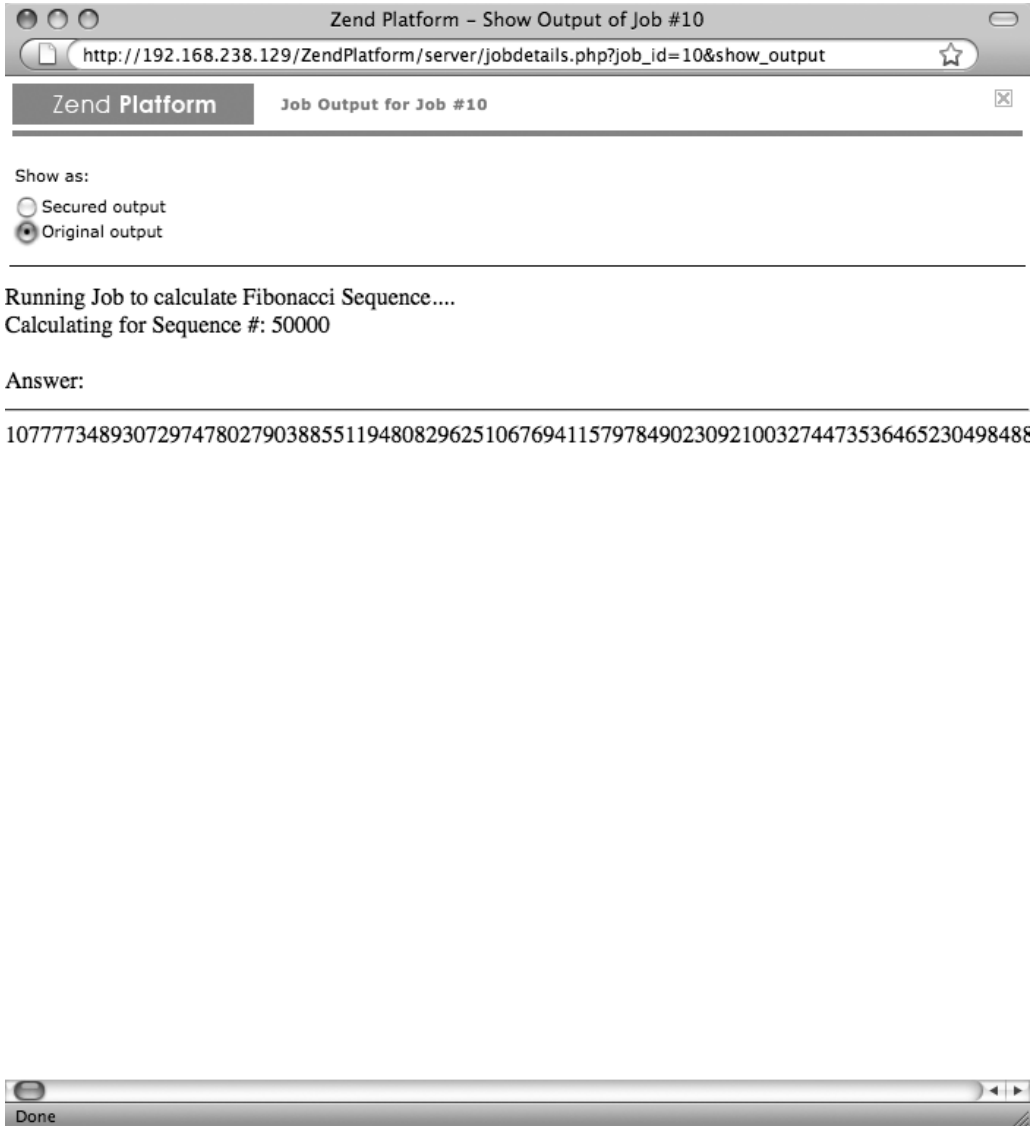 Zend Platform – Show Output of Job #10
http://192.168.238.129/ZendPlatform/server/jobdetails.php?job_id=10&show_output
Zend Platform
Job Output for Job #10
Show as:
Secured output
Original output
Running Job to calculate Fibonacci Sequence....
Calculating for Sequence #: 50000
Answer:
1077773489307297478027903885511948082962510676941157978490230921003274473536465230498488
Done